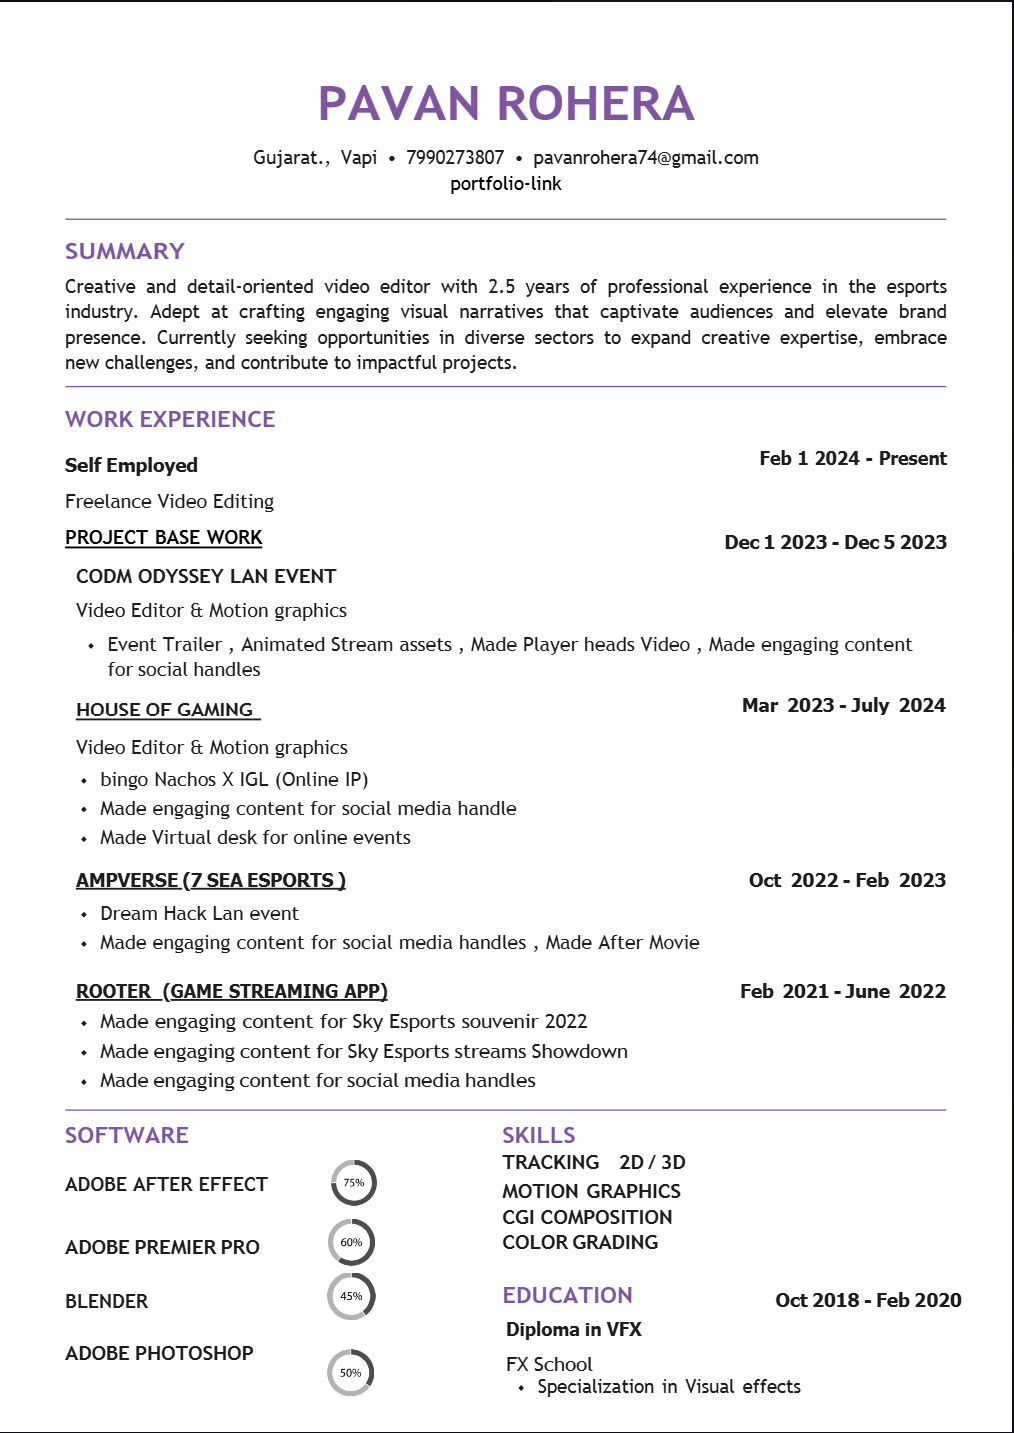 PAVAN ROHERA
Gujarat., Vapi • 7990273807 • pavanrohera74@gmail.com
portfolio-link
SUMMARY
Creative and detail-oriented video editor with 2.5 years of professional experience in the esports
industry. Adept at crafting engaging visual narratives that captivate audiences and elevate brand
presence. Currently seeking opportunities in diverse sectors to expand creative expertise, embrace
new challenges, and contribute to impactful projects.
WORK EXPERIENCE
Self Employed Feb 1 2024 - Present
Freelance Video Editing
PROJECT BASE WORK Dec 1 2023 - Dec 5 2023
CODM ODYSSEY LAN EVENT
Video Editor & Motion graphics
• Event Trailer , Animated Stream assets , Made Player heads Video , Made engaging content
for social handles
HOUSE OF GAMING Mar 2023 - July 2024
Video Editor & Motion graphics
• bingo Nachos X IGL (Online IP)
• Made engaging content for social media handle
• Made Virtual desk for online events
AMPVERSE (7 SEA ESPORTS ) Oct 2022 - Feb 2023
• Dream Hack Lan event
• Made engaging content for social media handles , Made After Movie
ROOTER (GAME STREAMING APP) Feb 2021 - June 2022
• Made engaging content for Sky Esports souvenir 2022
• Made engaging content for Sky Esports streams Showdown
• Made engaging content for social media handles
SOFTWARE
ADOBE AFTER EFFECT 75%
ADOBE PREMIER PRO 60%
BLENDER 45%
ADOBE PHOTOSHOP 50%
SKILLS
TRACKING 2D / 3D
MOTION GRAPHICS
CGI COMPOSITION
COLOR GRADING
EDUCATION Oct 2018 - Feb 2020
Diploma in VFX
FX School
• Specialization in Visual effects